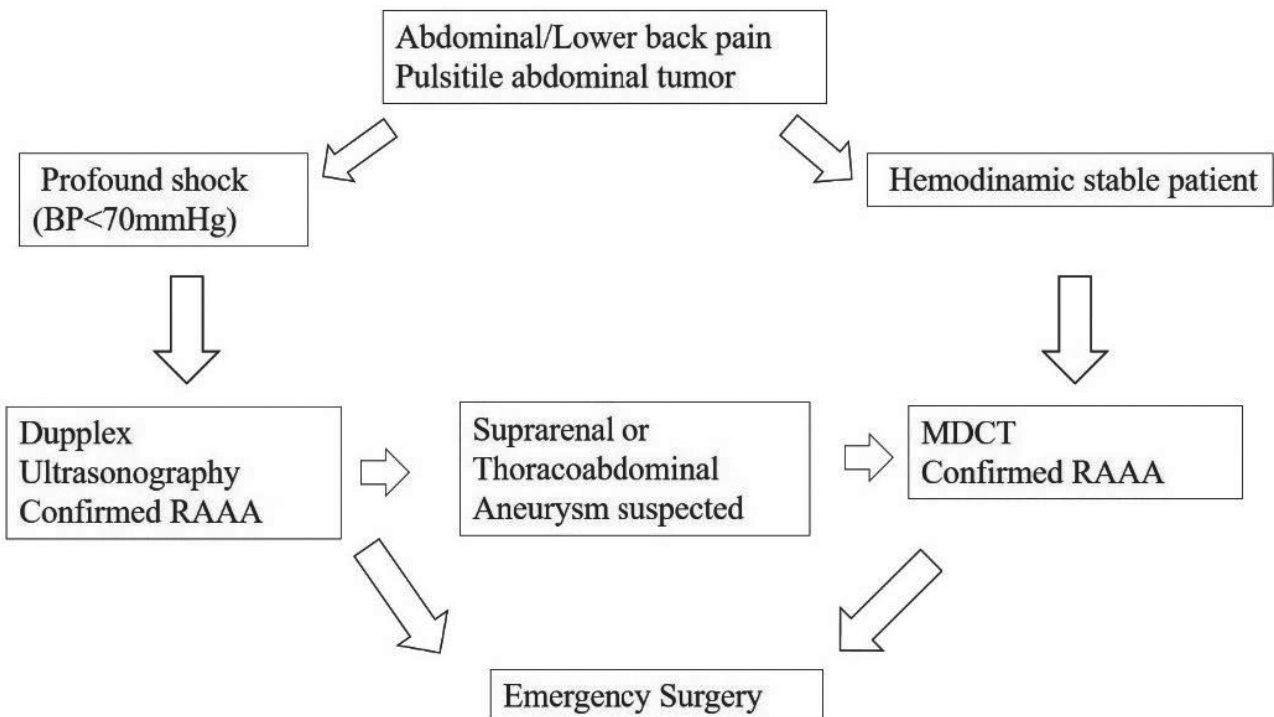 Abdominal/Lower back pain
Pulsitile abdominal tumor
Profound shock
(BP<70mmHg)
Hemodinamic stable patient
Dupplex
Ultrasonography
Confirmed RAAA
Suprarenal or
Thoracoabdominal
Aneurysm suspected
MDCT
Confirmed RAAA
Emergency Surgery